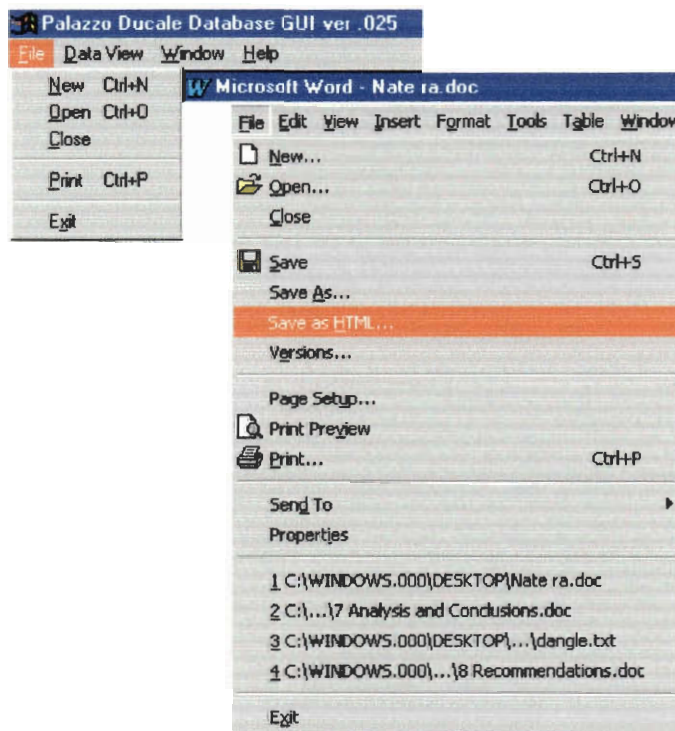 Palazzo Ducale Database GUI ver .025
File Data View Window Help
New Ctrl+N
Open Ctrl+O
Close
Print Ctrl+P
Exit
Microsoft Word - Nate ra.doc
File Edit View Insert Format Tools Table Window
New... Ctrl+N
Open... Ctrl+O
Close
Save Ctrl+S
Save As...
Save as HTML...
Versions...
Page Setup...
Print Preview
Print... Ctrl+P
Send To
Properties
1 C:\WINDOWS.000\DESKTOP\Nate ra.doc
2 C:\...\7 Analysis and Conclusions.doc
3 C:\WINDOWS.000\DESKTOP\...\dangle.txt
4 C:\WINDOWS.000\...\8 Recommendations.doc
Exit